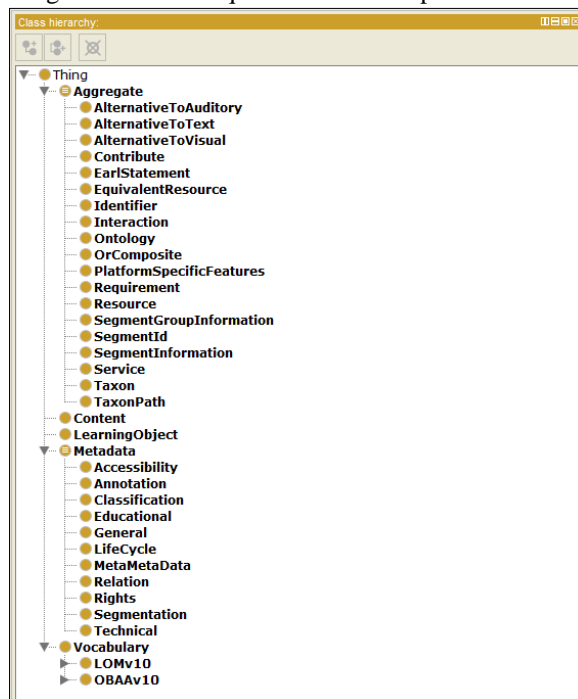 Class hierarchy:
Thing
Aggregate
AlternativeToAuditory
AlternativeToText
AlternativeToVisual
Contribute
EarlStatement
EquivalentResource
Identifier
Interaction
Ontology
OrComposite
PlatformSpecificFeatures
Requirement
Resource
SegmentGroupInformation
SegmentId
SegmentInformation
Service
Taxon
TaxonPath
Content
LearningObject
Metadata
Accessibility
Annotation
Classification
Educational
General
LifeCycle
MetaMetaData
Relation
Rights
Segmentation
Technical
Vocabulary
LOMv10
OBAAv10